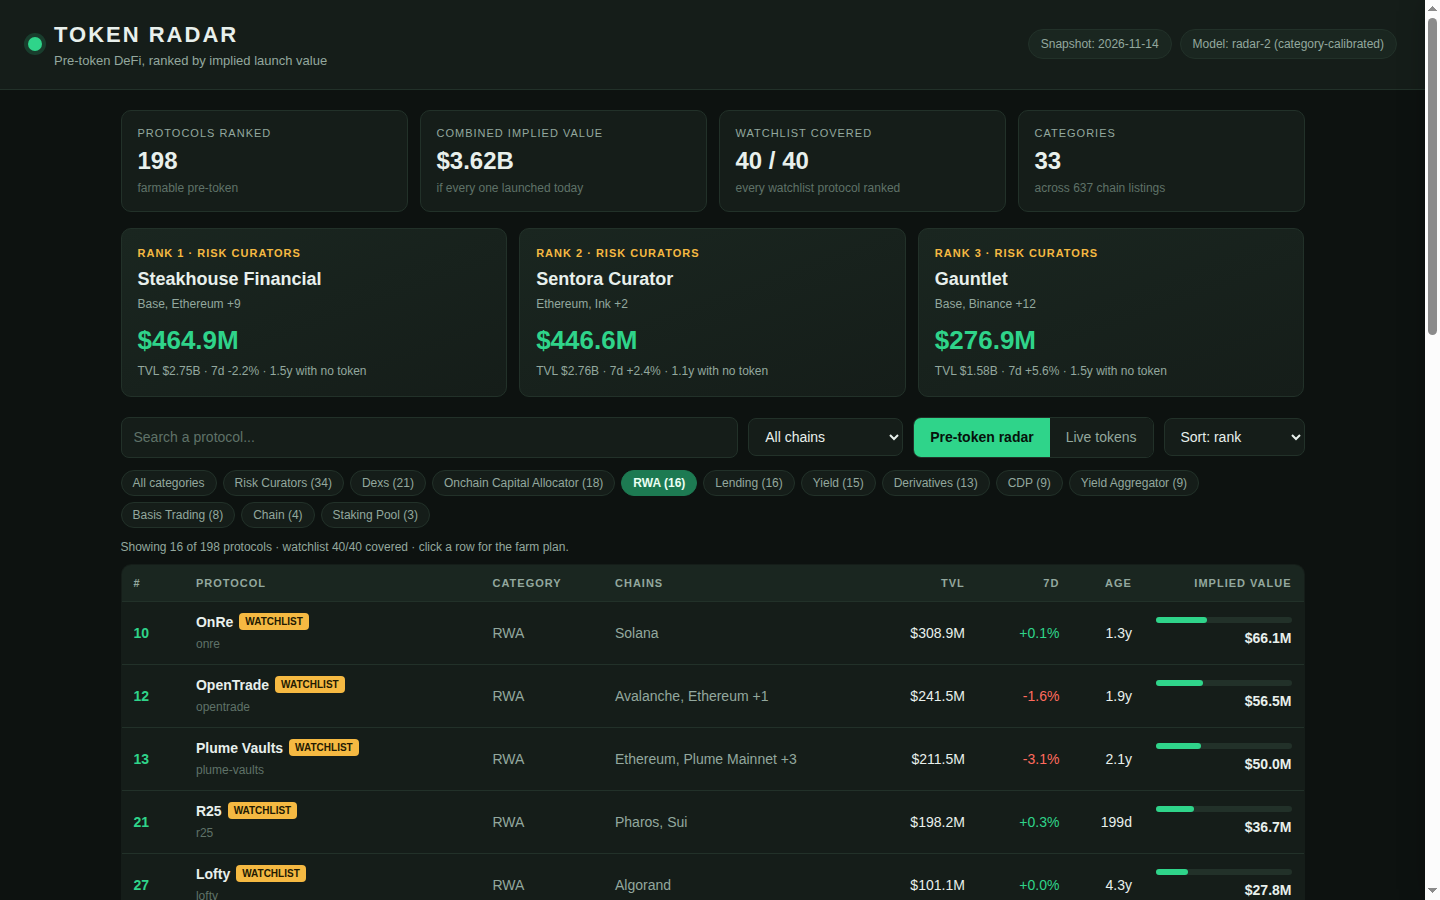 TOKEN RADAR
Pre-token DeFi, ranked by implied launch value
Snapshot: 2026-11-14
Model: radar-2 (category-calibrated)
PROTOCOLS RANKED
198
farmable pre-token
COMBINED IMPLIED VALUE
$3.62B
if every one launched today
WATCHLIST COVERED
40 / 40
every watchlist protocol ranked
CATEGORIES
33
across 637 chain listings
RANK 1 · RISK CURATORS
Steakhouse Financial
Base, Ethereum +9
$464.9M
TVL $2.75B · 7d -2.2% · 1.5y with no token
RANK 2 · RISK CURATORS
Sentora Curator
Ethereum, Ink +2
$446.6M
TVL $2.76B · 7d +2.4% · 1.1y with no token
RANK 3 · RISK CURATORS
Gauntlet
Base, Binance +12
$276.9M
TVL $1.58B · 7d +5.6% · 1.5y with no token
Search a protocol...
All chains
Pre-token radar
Live tokens
Sort: rank
All categories
Risk Curators (34)
Dexs (21)
Onchain Capital Allocator (18)
RWA (16)
Lending (16)
Yield (15)
Derivatives (13)
CDP (9)
Yield Aggregator (9)
Basis Trading (8)
Chain (4)
Staking Pool (3)
Showing 16 of 198 protocols · watchlist 40/40 covered · click a row for the farm plan.
# PROTOCOL CATEGORY CHAINS TVL 7D AGE IMPLIED VALUE
10 OnRe WATCHLIST RWA Solana $308.9M +0.1% 1.3y $66.1M
onre
12 OpenTrade WATCHLIST RWA Avalanche, Ethereum +1 $241.5M -1.6% 1.9y $56.5M
opentrade
13 Plume Vaults WATCHLIST RWA Ethereum, Plume Mainnet +3 $211.5M -3.1% 2.1y $50.0M
plume-vaults
21 R25 WATCHLIST RWA Pharos, Sui $198.2M +0.3% 199d $36.7M
r25
27 Lofty WATCHLIST RWA Algorand $101.1M +0.0% 4.3y $27.8M
lofty